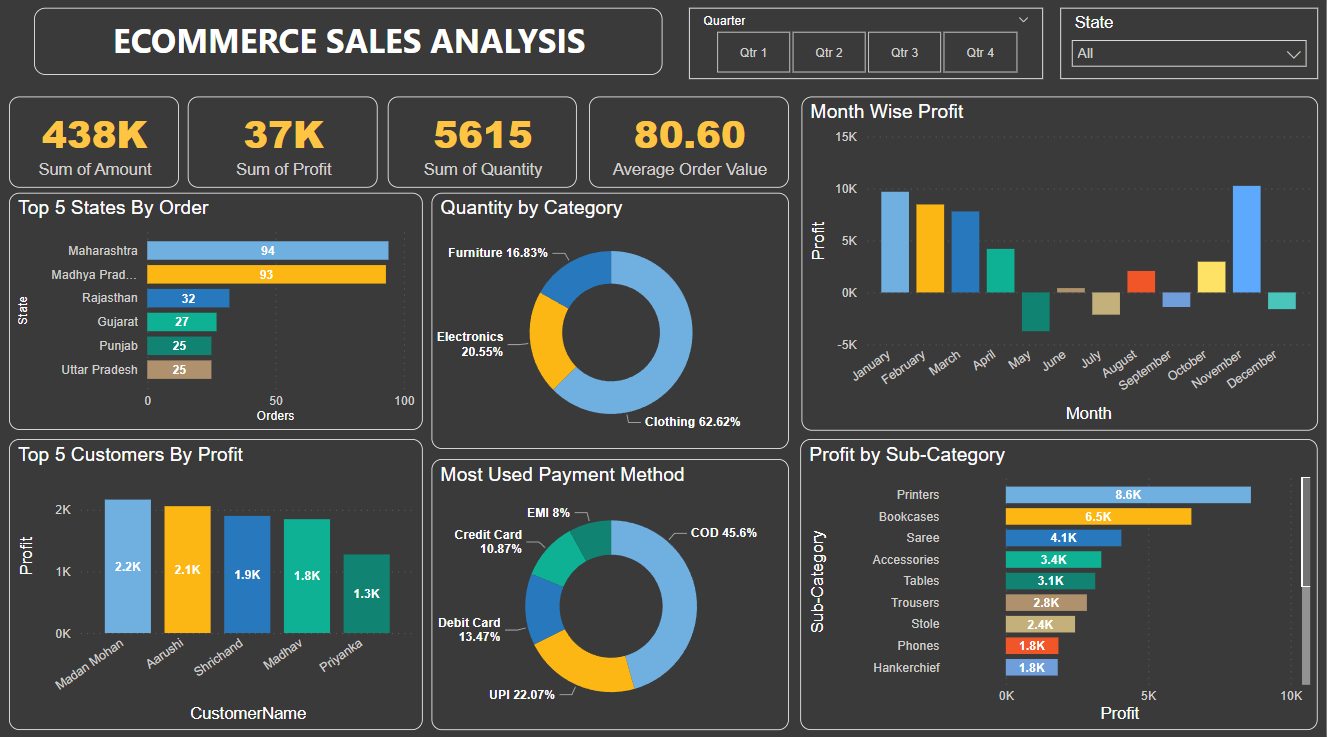 ECOMMERCE SALES ANALYSIS
Quarter
Qtr 1
Qtr 2
Qtr 3
Qtr 4
State
All
438K
Sum of Amount
37K
Sum of Profit
5615
Sum of Quantity
80.60
Average Order Value
Month Wise Profit
15K
10K
5K
0K
-5K
Profit
January
February
March
April
May
June
July
August
September
October
November
December
Month
Top 5 States By Order
State
Maharashtra
94
Madhya Prad...
93
Rajasthan
32
Gujarat
27
Punjab
25
Uttar Pradesh
25
0
50
100
Orders
Quantity by Category
Furniture 16.83%
Electronics
20.55%
Clothing 62.62%
Top 5 Customers By Profit
Profit
2K
1K
0K
2.2K
2.1K
1.9K
1.8K
1.3K
Madan Mohan
Aarushi
Shrichand
Madhav
Priyanka
CustomerName
Most Used Payment Method
EMI 8%
COD 45.6%
Credit Card
10.87%
Debit Card
13.47%
UPI 22.07%
Profit by Sub-Category
Sub-Category
Printers
8.6K
Bookcases
6.5K
Saree
4.1K
Accessories
3.4K
Tables
3.1K
Trousers
2.8K
Stole
2.4K
Phones
1.8K
Hankerchief
1.8K
0K
5K
10K
Profit